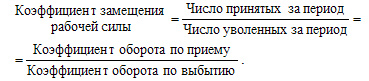 Коэффициент замещения рабочей силы = Число принятых за период / Число уволенных за период =
= Коэффициент оборота по приему / Коэффициент оборота по выбытию .